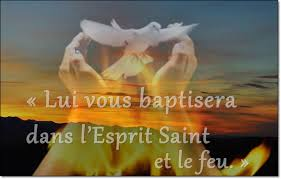 « Lui vous baptisera
dans l'Esprit Saint
et le feu. »